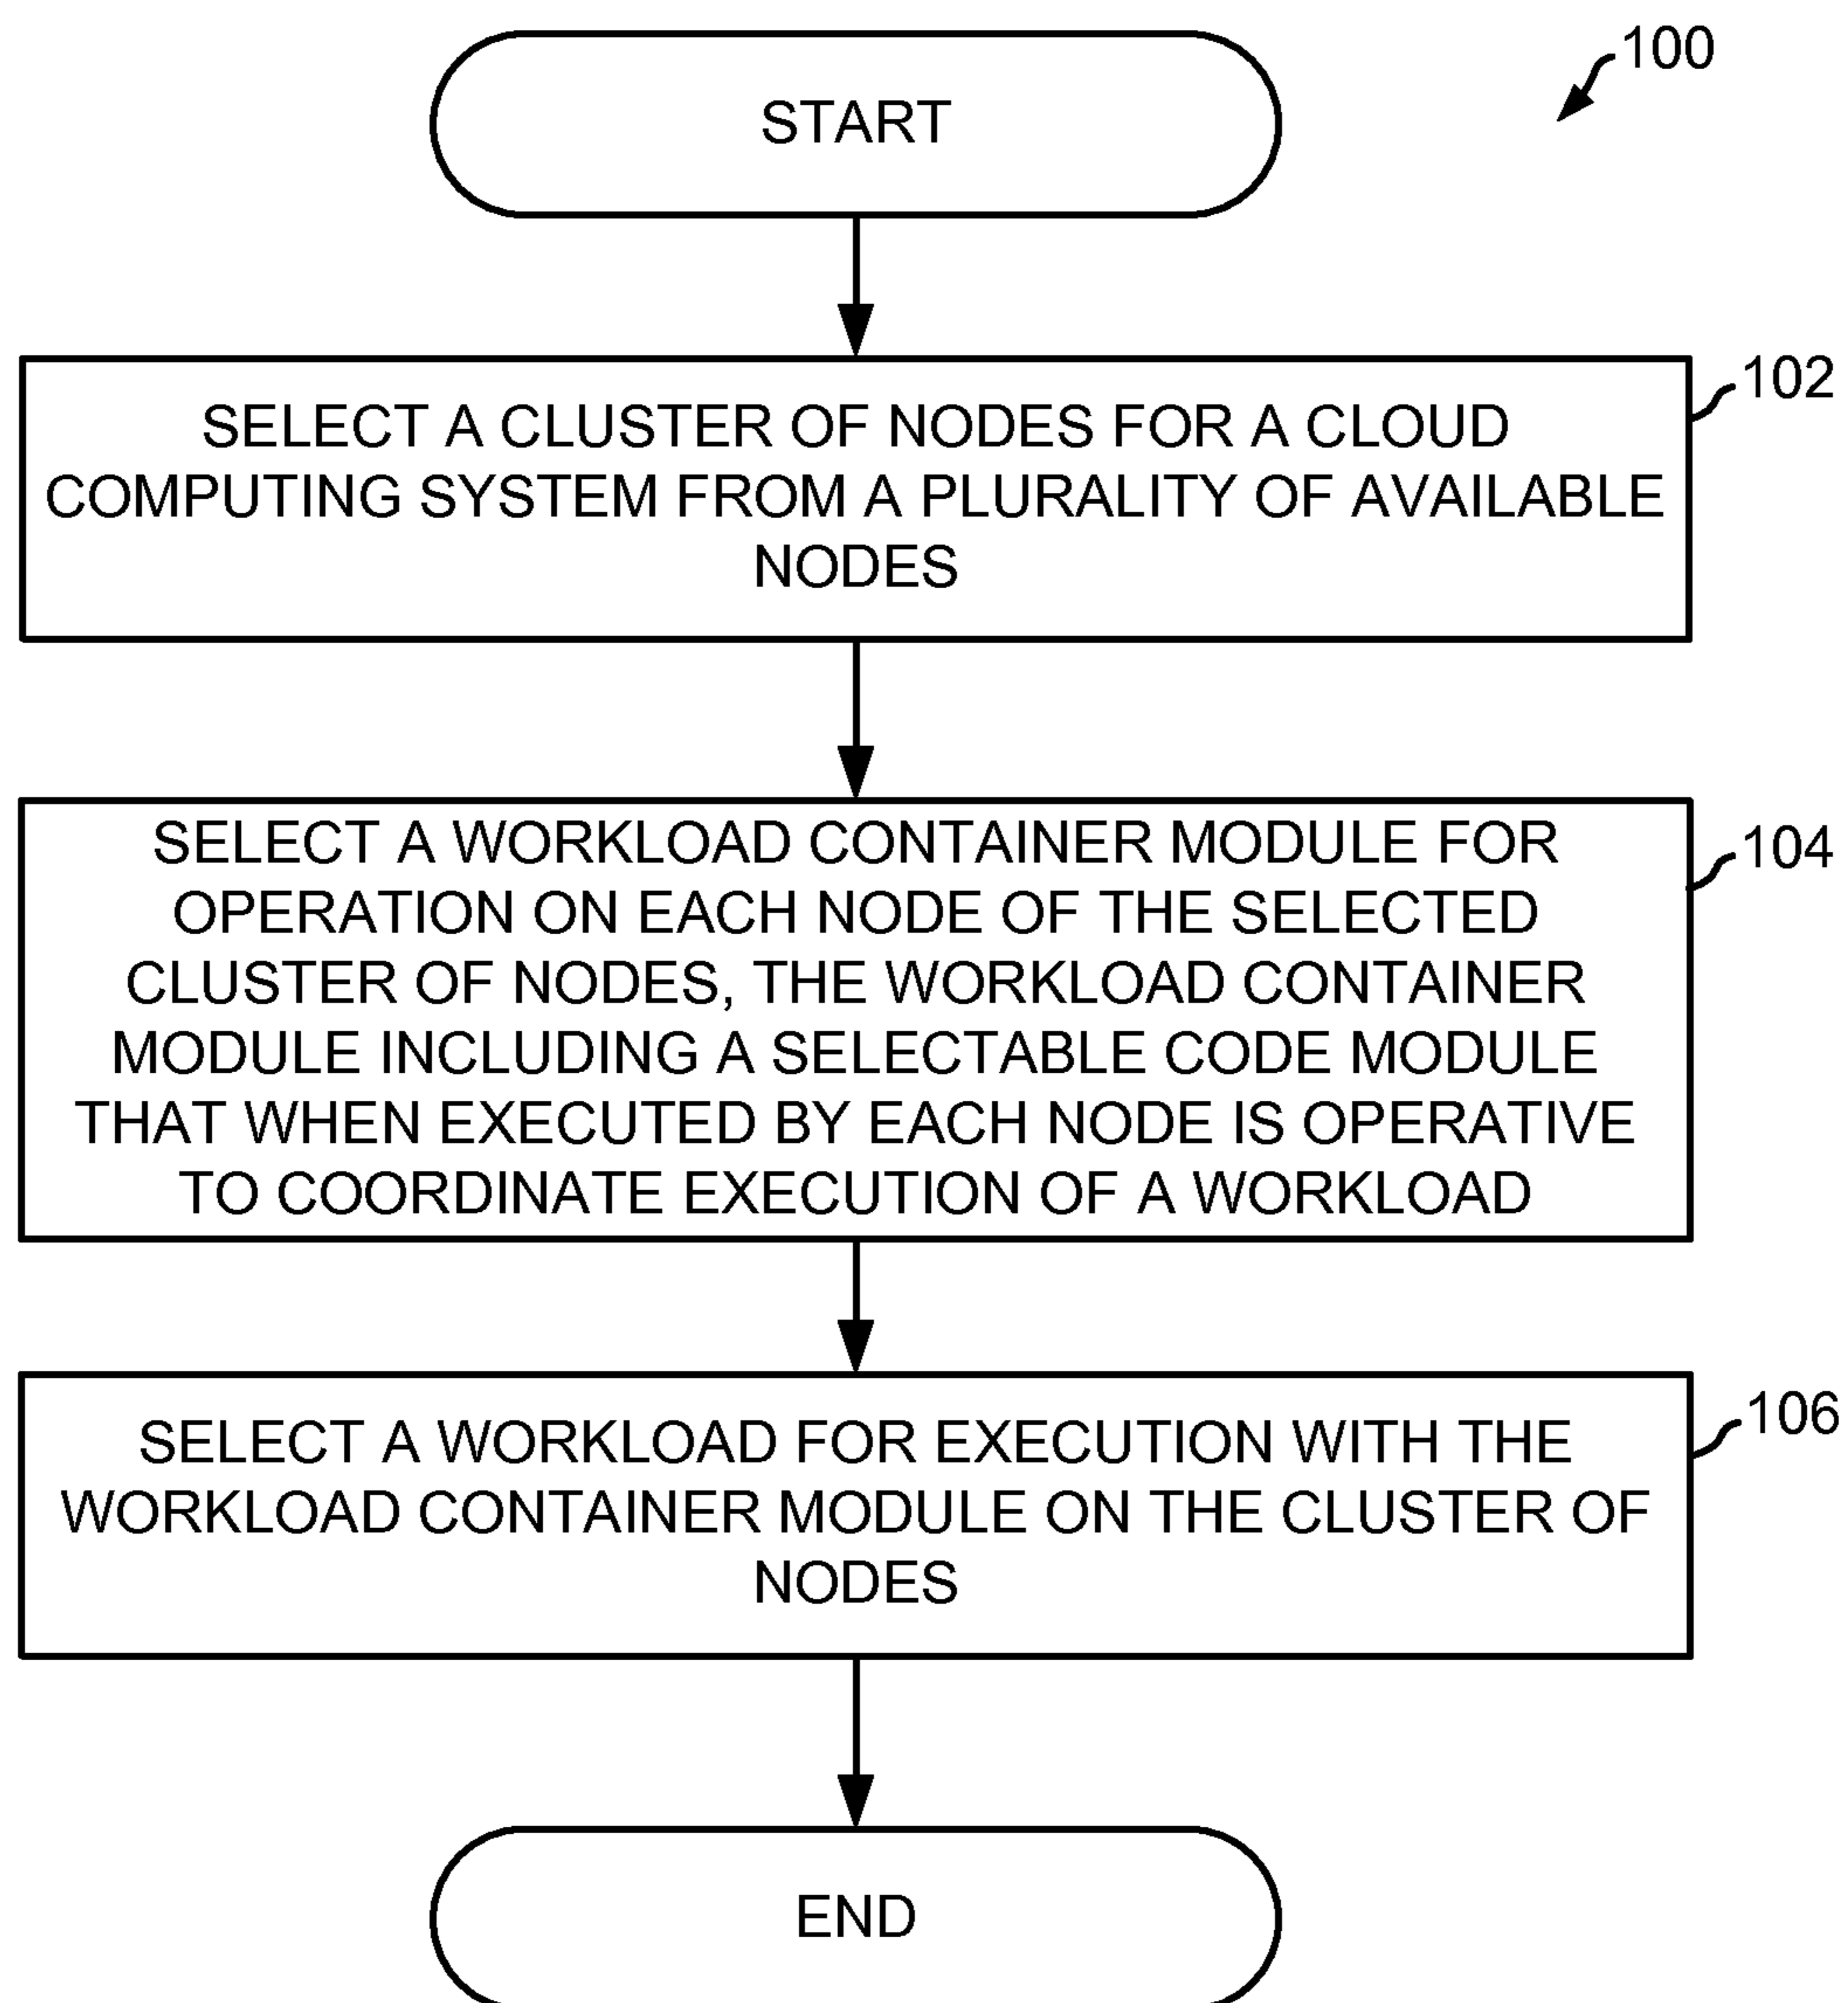 100
START
102
SELECT A CLUSTER OF NODES FOR A CLOUD
COMPUTING SYSTEM FROM A PLURALITY OF AVAILABLE
NODES
104
SELECT A WORKLOAD CONTAINER MODULE FOR
OPERATION ON EACH NODE OF THE SELECTED
CLUSTER OF NODES, THE WORKLOAD CONTAINER
MODULE INCLUDING A SELECTABLE CODE MODULE
THAT WHEN EXECUTED BY EACH NODE IS OPERATIVE
TO COORDINATE EXECUTION OF A WORKLOAD
106
SELECT A WORKLOAD FOR EXECUTION WITH THE
WORKLOAD CONTAINER MODULE ON THE CLUSTER OF
NODES
END